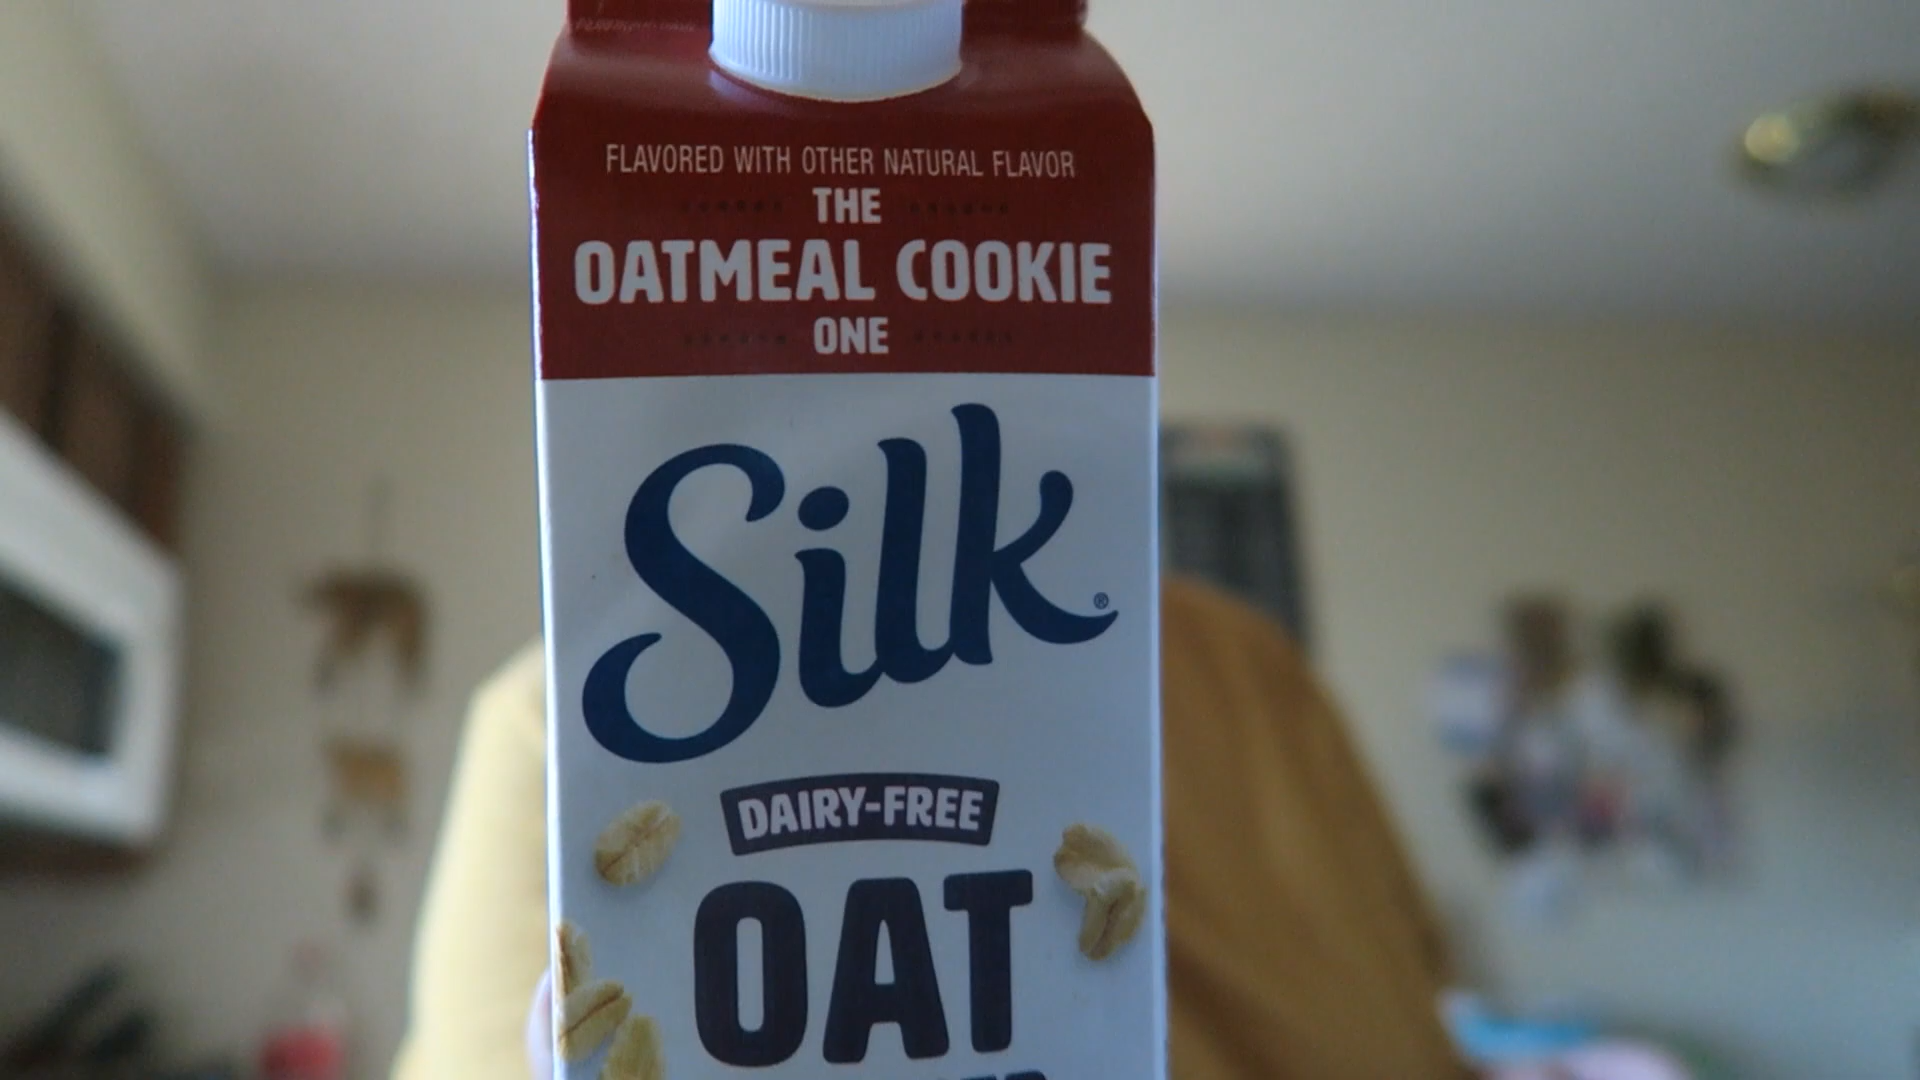 FLAVORED WITH OTHER NATURAL FLAVOR
THE
OATMEAL COOKIE
ONE
Silk®
DAIRY-FREE
OAT